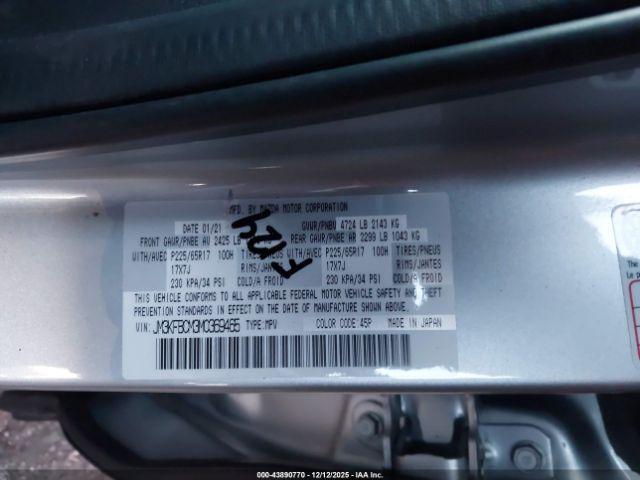 MFD. BY MAZDA MOTOR CORPORATION
DATE 01/21 GVWR/PNBV 4724 LB 2143 KG
FRONT GAWR/PNBE AV 2425 LB REAR GAWR/PNBE AR 2299 LB 1043 KG
WITH/AVEC P225/65R17 100H TIRES/PNEUS WITH/AVEC P225/65R17 100H TIRES/PNEUS
17X7J RIMS/JANTES 17X7J RIMS/JANTES
230 KPA/34 PSI COLD/A FROID 230 KPA/34 PSI COLD/A FROID
THIS VEHICLE CONFORMS TO ALL APPLICABLE FEDERAL MOTOR VEHICLE SAFETY AND THEFT
PREVENTION STANDARDS IN EFFECT ON THE DATE OF MANUFACTURE SHOWN ABOVE.
VIN: JM3KFBCM3M0369465 TYPE: MPV COLOR CODE: 45P MADE IN JAPAN
000-43890770 - 12/12/2025 - IAA Inc.